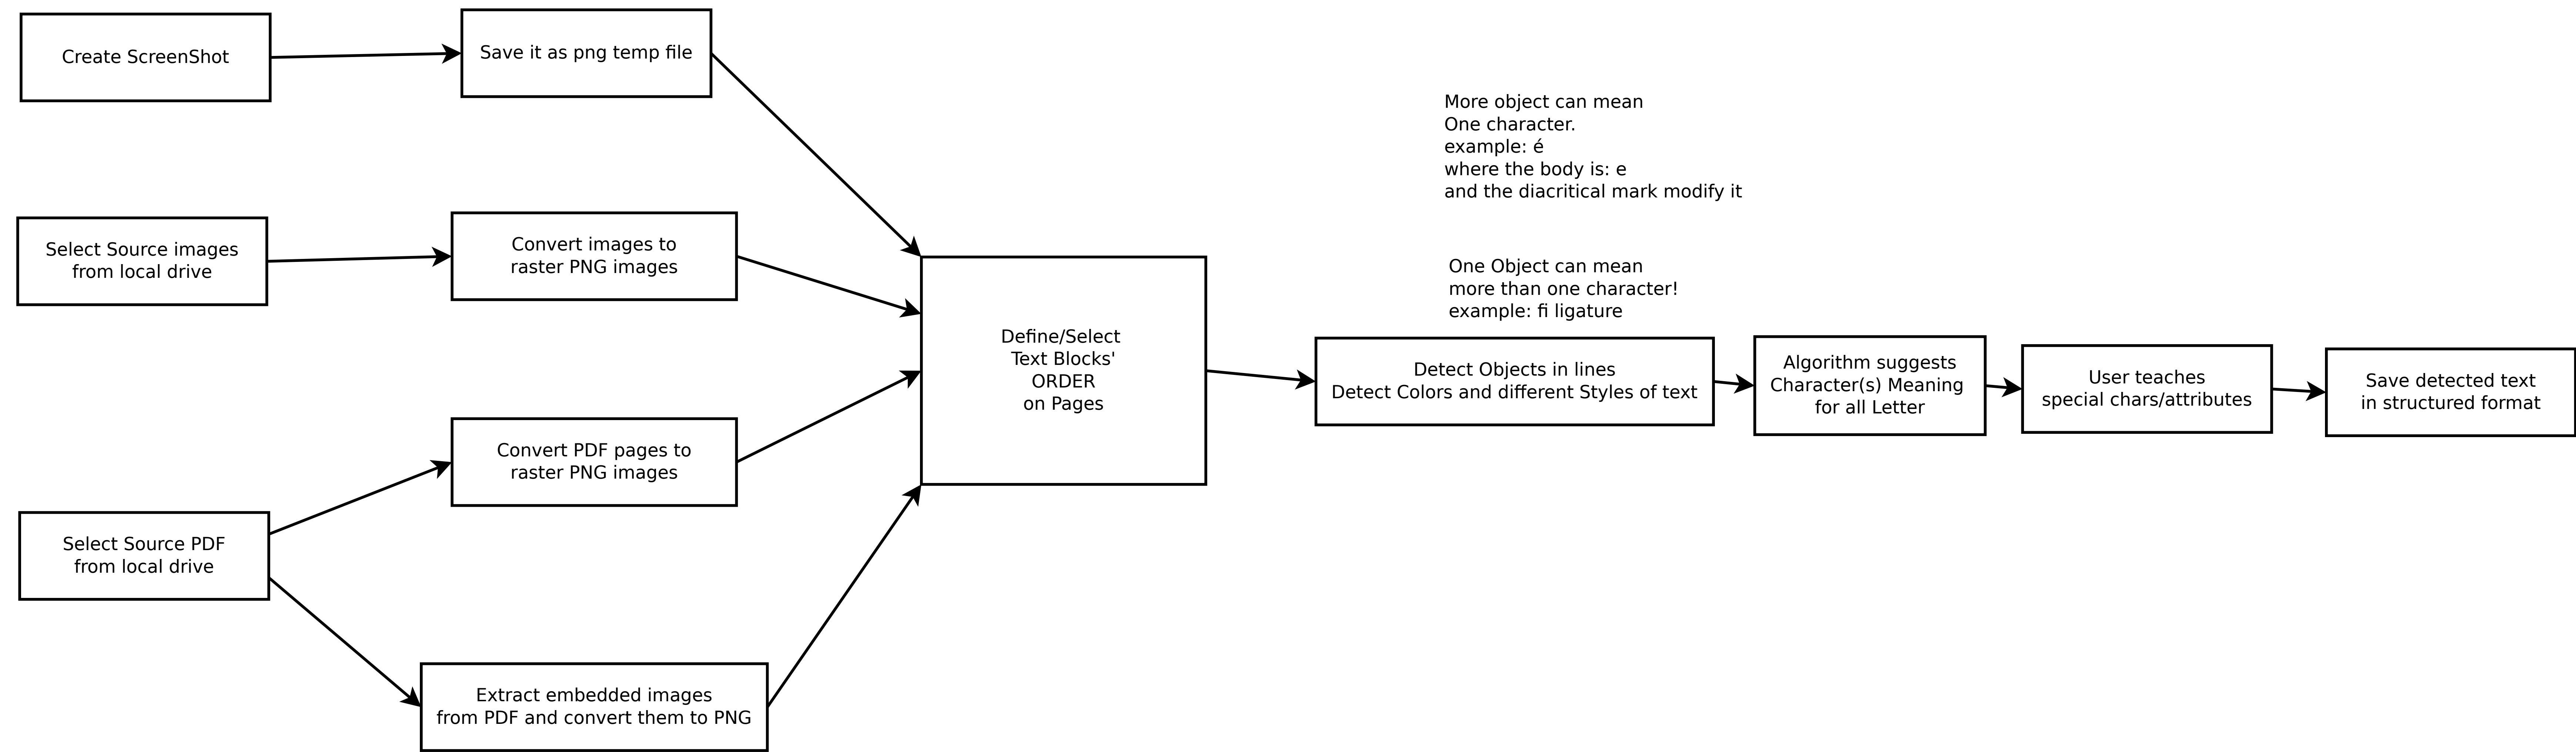 Create ScreenShot
Save it as png temp file
More object can mean
One character.
example: é
where the body is: e
and the diacritical mark modify it
Select Source images
from local drive
Convert images to
raster PNG images
One Object can mean
more than one character!
example: fi ligature
Define/Select
Text Blocks'
ORDER
on Pages
Detect Objects in lines
Detect Colors and different Styles of text
Algorithm suggests
Character(s) Meaning
for all Letter
User teaches
special chars/attributes
Save detected text
in structured format
Convert PDF pages to
raster PNG images
Select Source PDF
from local drive
Extract embedded images
from PDF and convert them to PNG